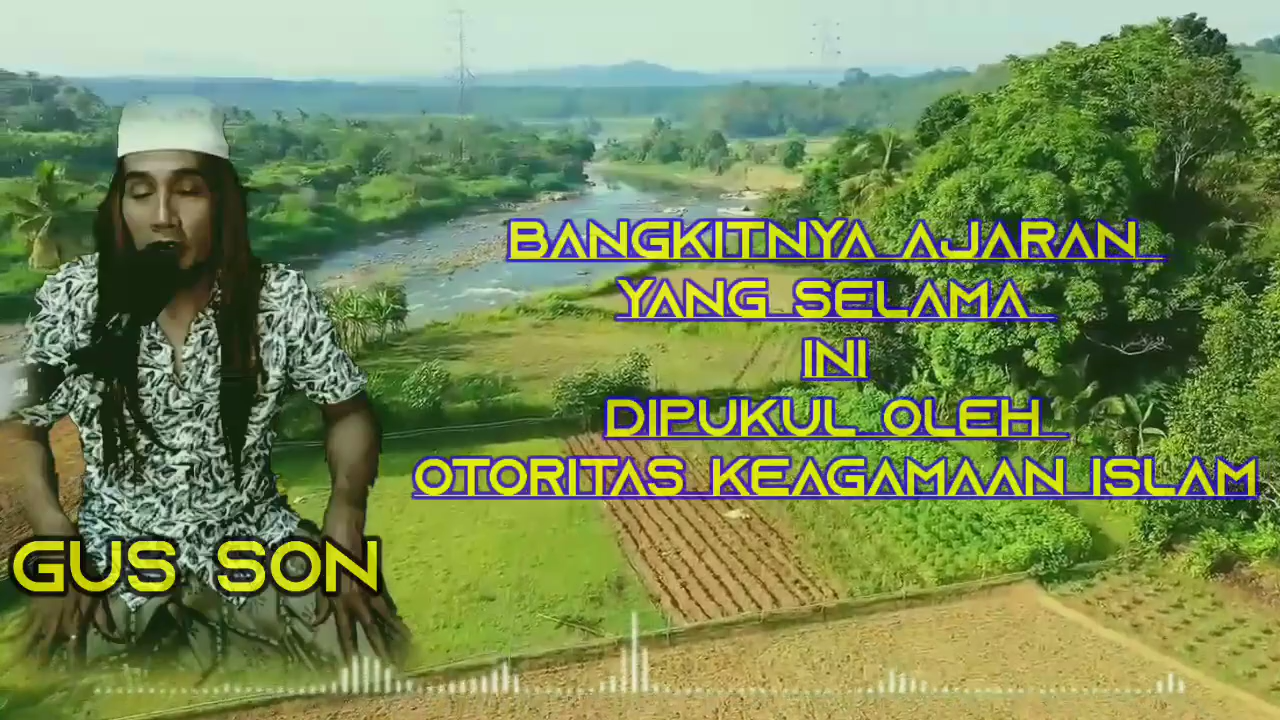 BANGKITNYA AJARAN
YANG SELAMA
INI
DIPUKUL OLEH
OTORITAS KEAGAMAAN ISLAM
GUS SON